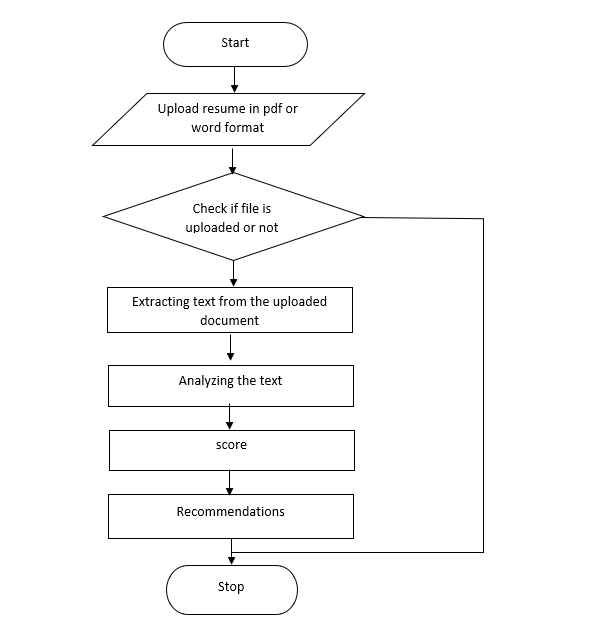 Start
Upload resume in pdf or
word format
Check if file is
uploaded or not
Extracting text from the uploaded
document
Analyzing the text
score
Recommendations
Stop